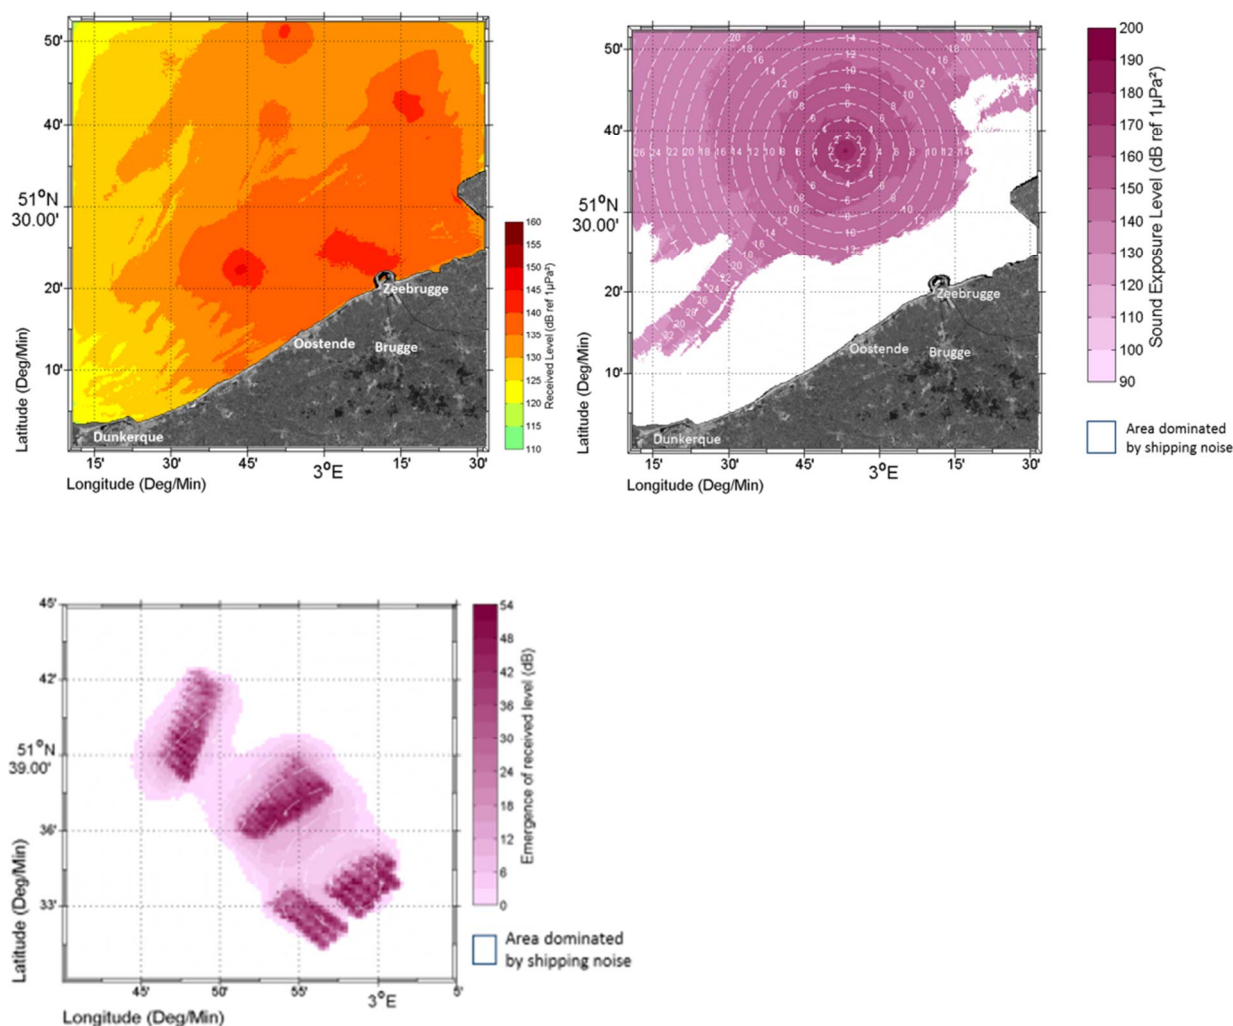 50'
40'
51°N
30.00'
20'
10'
Latitude (Deg/Min)
Zeebrugge
Oostende
Brugge
Dunkerque
15'
30'
45'
3°E
15'
30'
Longitude (Deg/Min)
160
155
150
145
140
135
130
125
120
115
110
Received Level (dB ref 1µPa²)
50'
40'
51°N
30.00'
20'
10'
Latitude (Deg/Min)
Zeebrugge
Oostende
Brugge
Dunkerque
15'
30'
45'
3°E
15'
30'
Longitude (Deg/Min)
200
190
180
170
160
150
140
130
120
110
100
90
Sound Exposure Level (dB ref 1µPa²)
Area dominated
by shipping noise
45'
42'
51°N
39.00'
36'
33'
Latitude (Deg/Min)
45'
50'
55'
3°E
5'
Longitude (Deg/Min)
54
48
42
36
30
24
18
12
6
0
Emergence of received level (dB)
Area dominated
by shipping noise